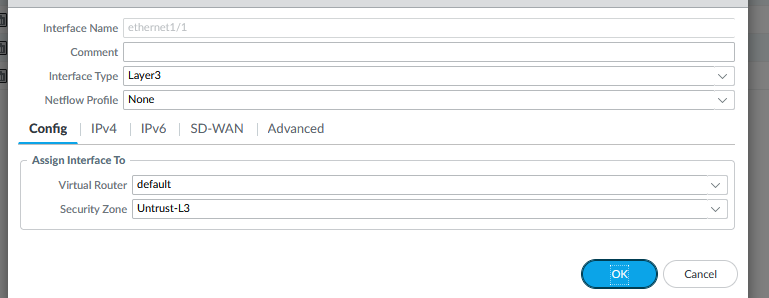 Interface Name ethernet1/1
Comment
Interface Type Layer3
Netflow Profile None
Config IPv4 IPv6 SD-WAN Advanced
Assign Interface To
Virtual Router default
Security Zone Untrust-L3
OK Cancel